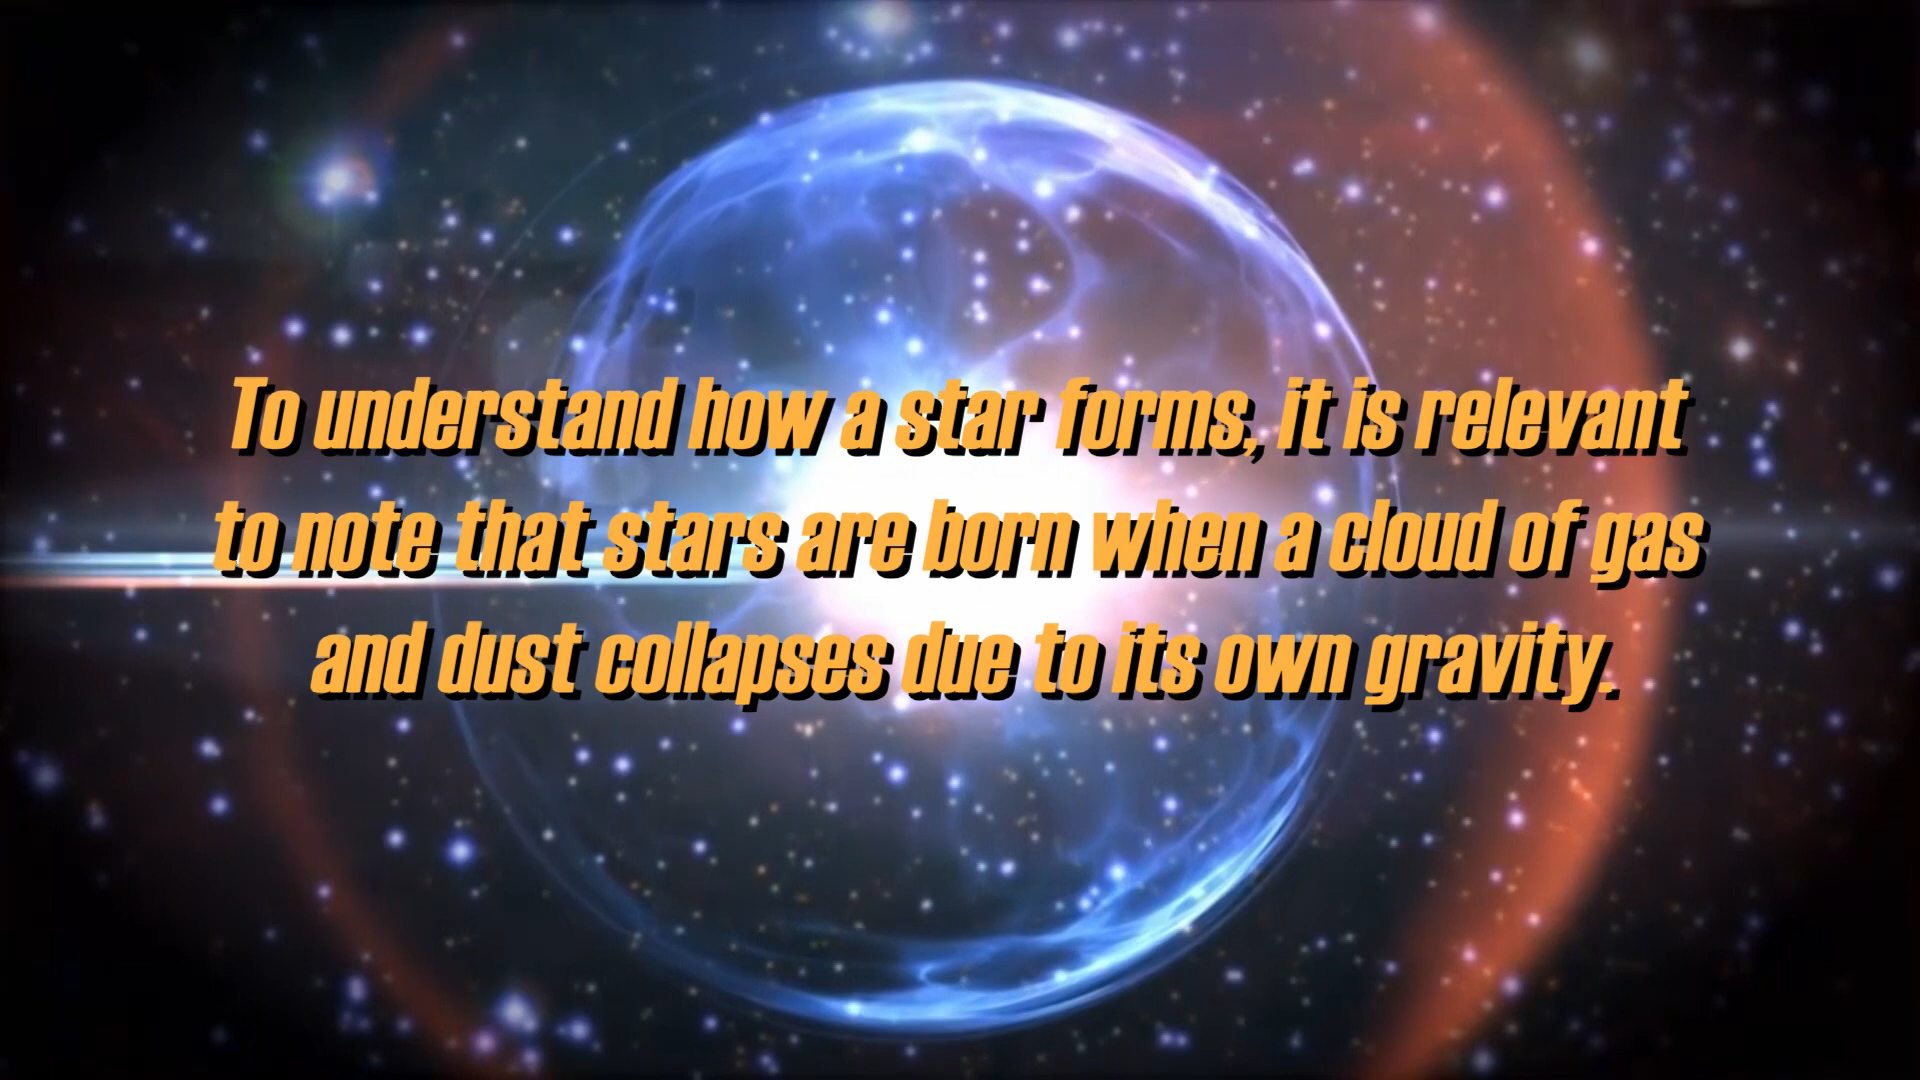 To understand how a star forms, it is relevant
to note that stars are born when a cloud of gas
and dust collapses due to its own gravity.